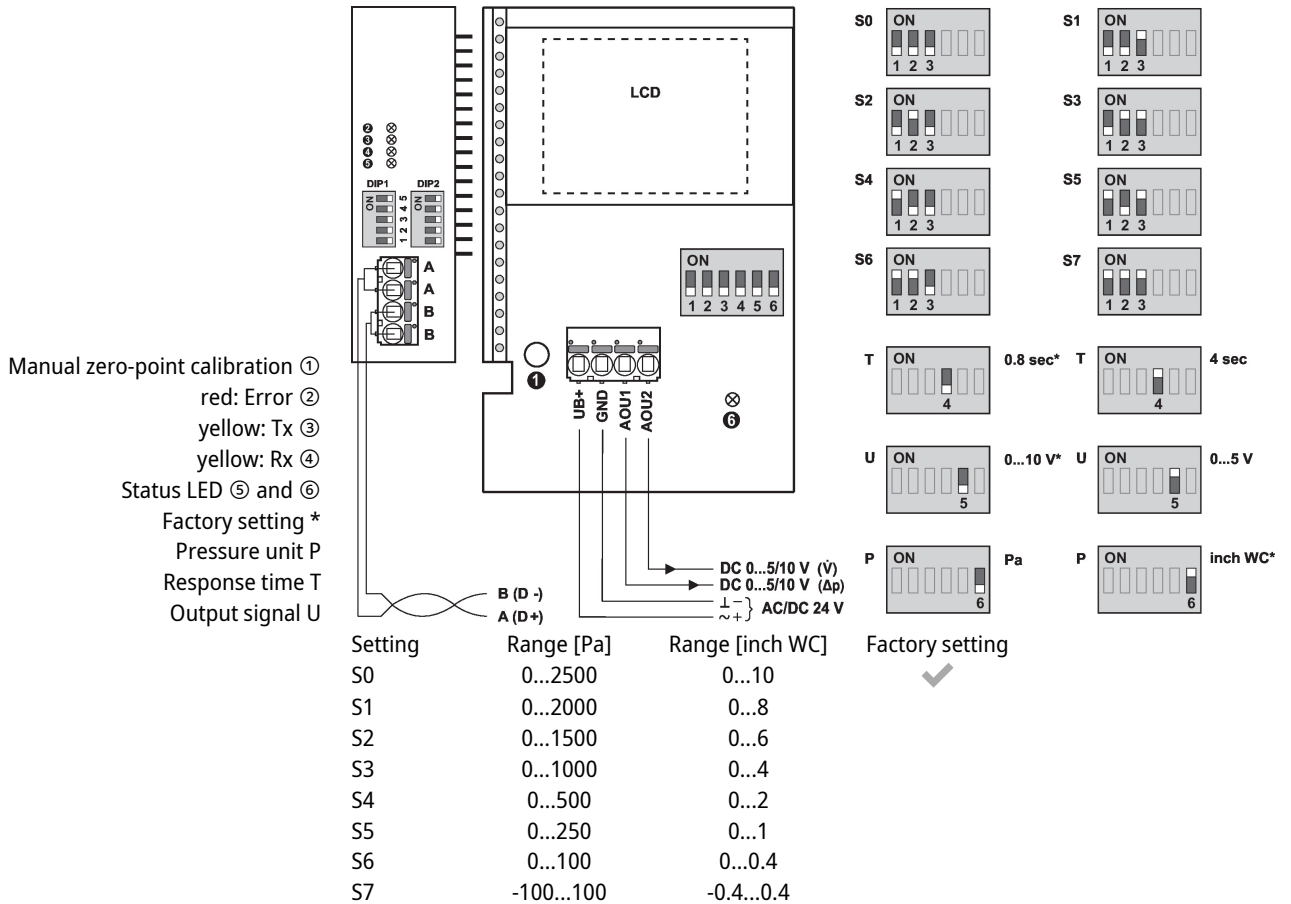 LCD
❷
❸
❹
❺
DIP1 DIP2
ON ON
1 2 3 4 5
A
A
B
B
ON
1 2 3 4 5 6
❶
❻
UB+
GND
AOU1
AOU2
DC 0...5/10 V (V̇)
DC 0...5/10 V (Δp)
⊥ −
~ + } AC/DC 24 V
B (D -)
A (D+)
Manual zero-point calibration ①
red: Error ②
yellow: Tx ③
yellow: Rx ④
Status LED ⑤ and ⑥
Factory setting *
Pressure unit P
Response time T
Output signal U
S0 ON 1 2 3
S1 ON 1 2 3
S2 ON 1 2 3
S3 ON 1 2 3
S4 ON 1 2 3
S5 ON 1 2 3
S6 ON 1 2 3
S7 ON 1 2 3
T ON 4 0.8 sec*
T ON 4 4 sec
U ON 5 0...10 V*
U ON 5 0...5 V
P ON 6 Pa
P ON 6 inch WC*
Setting Range [Pa] Range [inch WC] Factory setting
S0 0...2500 0...10 ✔
S1 0...2000 0...8
S2 0...1500 0...6
S3 0...1000 0...4
S4 0...500 0...2
S5 0...250 0...1
S6 0...100 0...0.4
S7 -100...100 -0.4...0.4